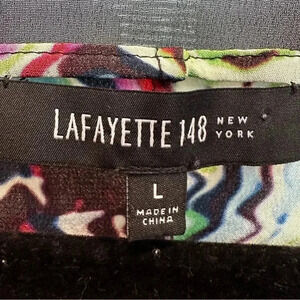 LAFAYETTE 148 NEW YORK
L
MADE IN
CHINA